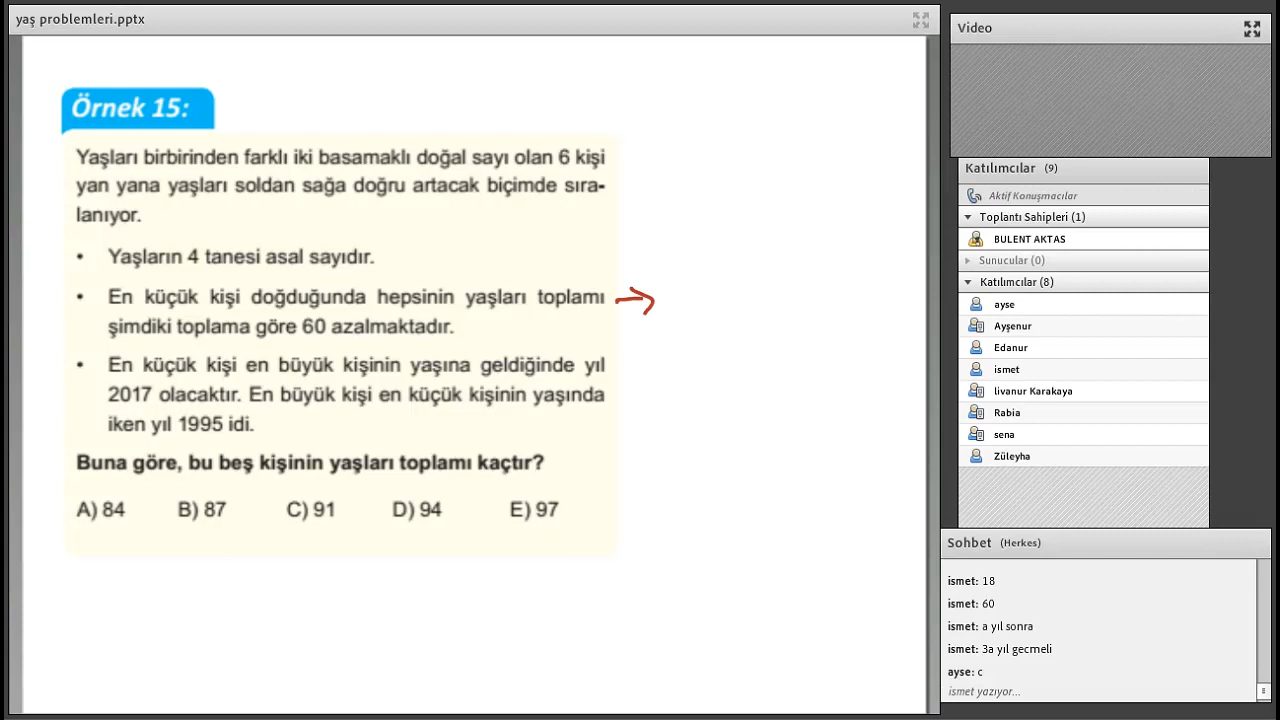 yaş problemleri.pptx
Örnek 15:
Yaşları birbirinden farklı iki basamaklı doğal sayı olan 6 kişi
yan yana yaşları soldan sağa doğru artacak biçimde sıra-
lanıyor.
• Yaşların 4 tanesi asal sayıdır.
• En küçük kişi doğduğunda hepsinin yaşları toplamı
şimdiki toplama göre 60 azalmaktadır.
• En küçük kişi en büyük kişinin yaşına geldiğinde yıl
2017 olacaktır. En büyük kişi en küçük kişinin yaşında
iken yıl 1995 idi.
Buna göre, bu beş kişinin yaşları toplamı kaçtır?
A) 84 B) 87 C) 91 D) 94 E) 97
Video
Katılımcılar (9)
Aktif Konuşmacılar
Toplantı Sahipleri (1)
BULENT AKTAS
Sunucular (0)
Katılımcılar (8)
ayse
Ayşenur
Edanur
ismet
livanur Karakaya
Rabia
sena
Züleyha
Sohbet (Herkes)
ismet: 18
ismet: 60
ismet: a yıl sonra
ismet: 3a yıl gecmeli
ayse: c
ismet yazıyor...